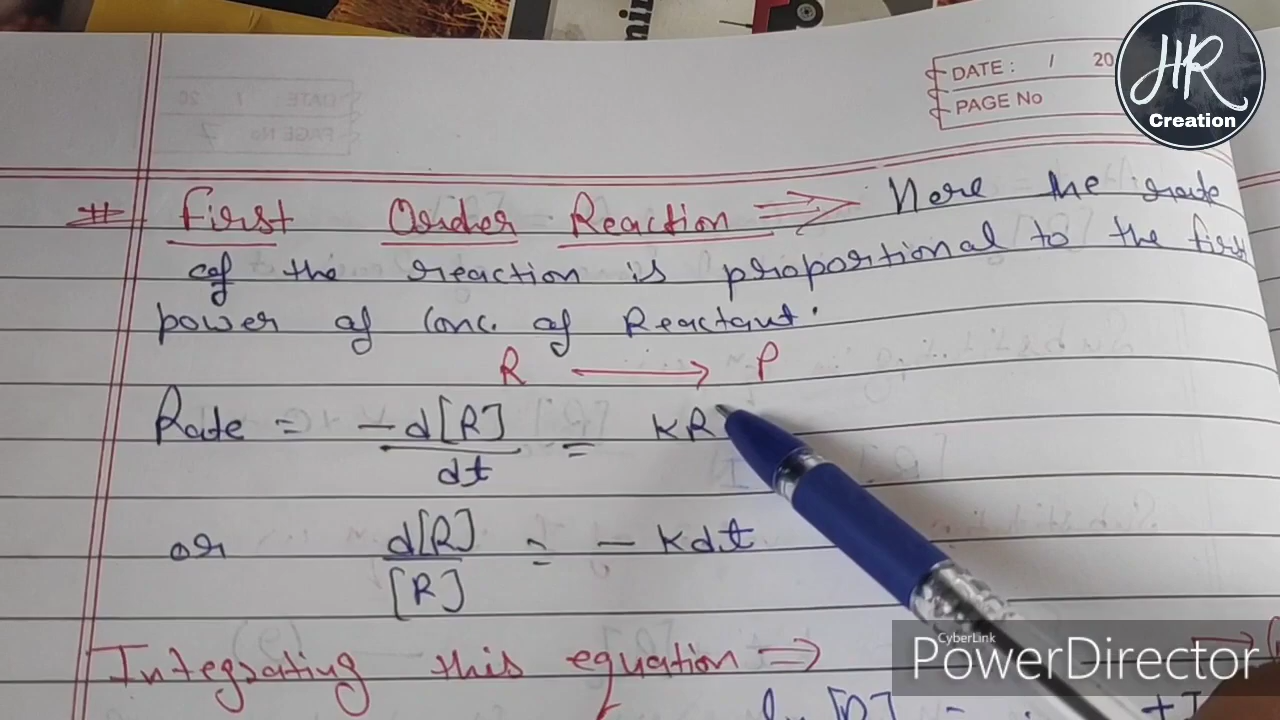 DATE : / 20
PAGE No
HR
Creation
# First Order Reaction ⇒ Here the rate
of the reaction is proportional to the first
power of Conc. of Reactant.
R ⟶ P
Rate = -d[R]/dt = KR
or d[R]/[R] = - Kdt
Integrating this equation ⇒
CyberLink
PowerDirector